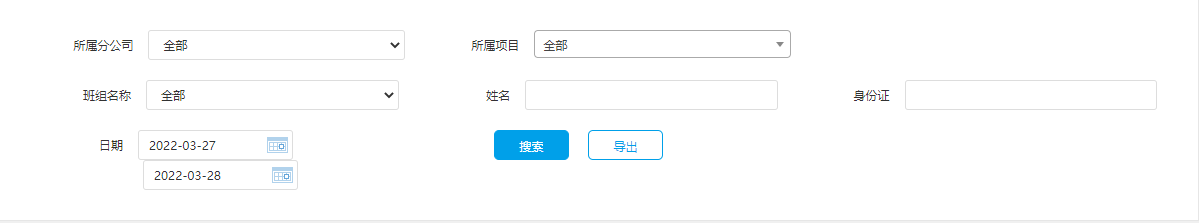 所属分公司 全部 所属项目 全部
班组名称 全部 姓名 身份证
日期 2022-03-27 搜索 导出
2022-03-28